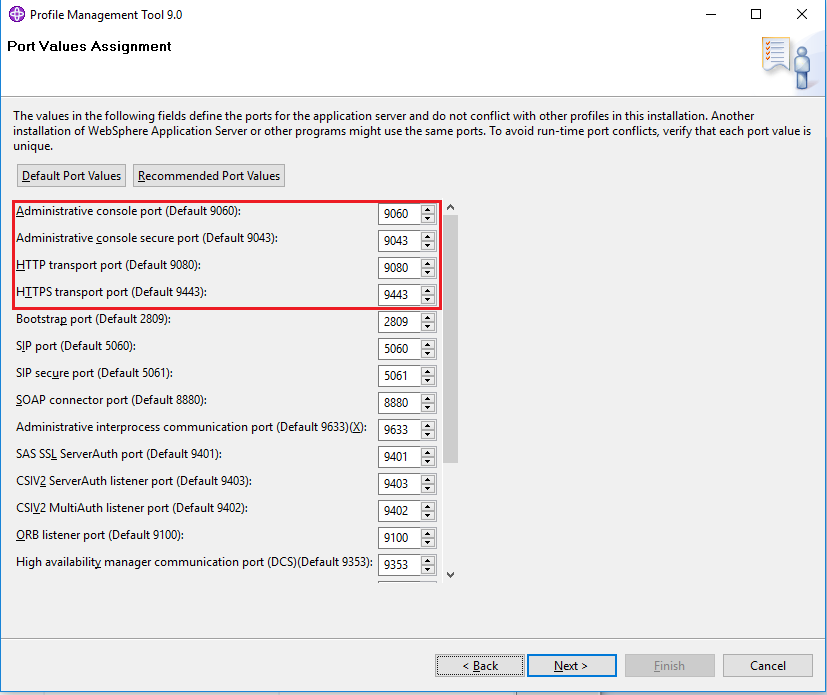 Profile Management Tool 9.0
Port Values Assignment
The values in the following fields define the ports for the application server and do not conflict with other profiles in this installation. Another
installation of WebSphere Application Server or other programs might use the same ports. To avoid run-time port conflicts, verify that each port value is
unique.
Default Port Values Recommended Port Values
Administrative console port (Default 9060): 9060
Administrative console secure port (Default 9043): 9043
HTTP transport port (Default 9080): 9080
HTTPS transport port (Default 9443): 9443
Bootstrap port (Default 2809): 2809
SIP port (Default 5060): 5060
SIP secure port (Default 5061): 5061
SOAP connector port (Default 8880): 8880
Administrative interprocess communication port (Default 9633)(X): 9633
SAS SSL ServerAuth port (Default 9401): 9401
CSIV2 ServerAuth listener port (Default 9403): 9403
CSIV2 MultiAuth listener port (Default 9402): 9402
ORB listener port (Default 9100): 9100
High availability manager communication port (DCS)(Default 9353): 9353
< Back Next > Finish Cancel